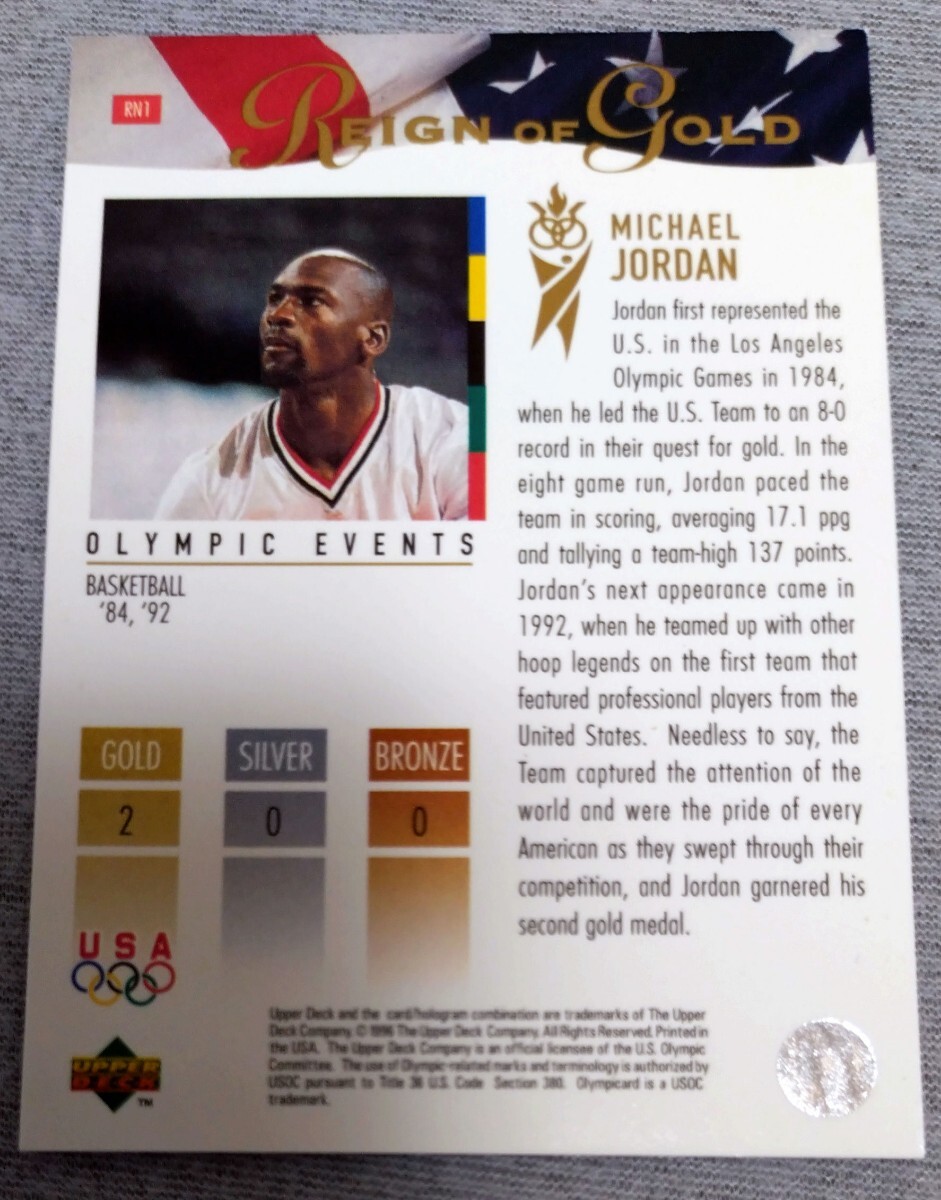 RN1
REIGN OF GOLD
MICHAEL
JORDAN
Jordan first represented the
U.S. in the Los Angeles
Olympic Games in 1984,
when he led the U.S. Team to an 8-0
record in their quest for gold. In the
eight game run, Jordan paced the
team in scoring, averaging 17.1 ppg
and tallying a team-high 137 points.
Jordan's next appearance came in
1992, when he teamed up with other
hoop legends on the first team that
featured professional players from the
United States. Needless to say, the
Team captured the attention of the
world and were the pride of every
American as they swept through their
competition, and Jordan garnered his
second gold medal.
OLYMPIC EVENTS
BASKETBALL
'84, '92
GOLD SILVER BRONZE
2 0 0
USA
UPPER
DECK
TM
Upper Deck and the card/hologram combination are trademarks of The Upper
Deck Company. © 1996 The Upper Deck Company. All Rights Reserved. Printed in
the USA. The Upper Deck Company is an official licensee of the U.S. Olympic
Committee. The use of Olympic-related marks and terminology is authorized by
USOC pursuant to Title 36 U.S. Code Section 380. Olympicard is a USOC
trademark.